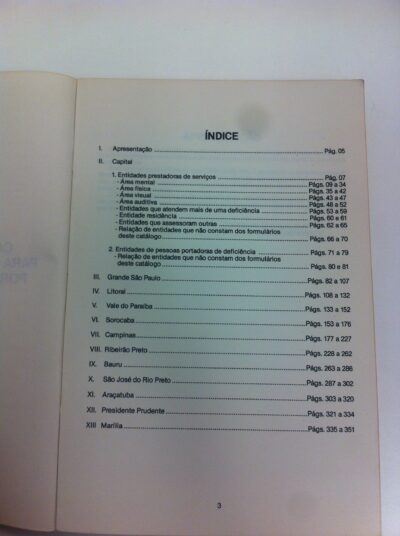 ÍNDICE
I. Apresentação ........ Pág. 05
II. Capital
1. Entidades prestadoras de serviços ........ Pág. 07
- Área mental ........ Págs. 09 a 34
- Área física ........ Págs. 35 a 42
- Área visual ........ Págs. 43 a 47
- Área auditiva ........ Págs. 48 a 52
- Entidades que atendem mais de uma deficiência ........ Págs. 53 a 59
- Entidade residência ........ Págs. 60 e 61
- Entidades que assessoram outras ........ Págs. 62 a 65
- Relação de entidades que não constam dos formulários
deste catálogo ........ Págs. 66 a 70
2. Entidades de pessoas portadoras de deficiência ........ Págs. 71 a 79
- Relação de entidades que não constam dos formulários
deste catálogo ........ Págs. 80 e 81
III. Grande São Paulo ........ Págs. 82 a 107
IV. Litoral ........ Págs. 108 a 132
V. Vale do Paraíba ........ Págs. 133 a 152
VI. Sorocaba ........ Págs. 153 a 176
VII. Campinas ........ Págs. 177 a 227
VIII. Ribeirão Preto ........ Págs. 228 a 262
IX. Bauru ........ Págs. 263 a 286
X. São José do Rio Preto ........ Págs. 287 a 302
XI. Araçatuba ........ Págs. 303 a 320
XII. Presidente Prudente ........ Págs. 321 a 334
XIII Marília ........ Págs. 335 a 351
3